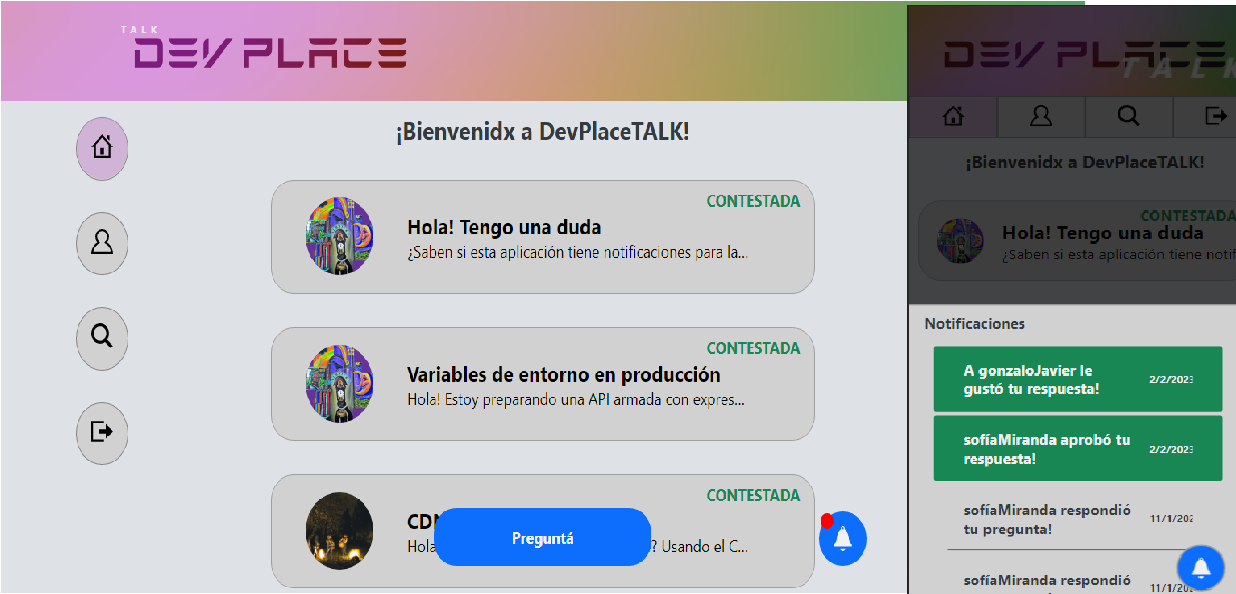 TALK
DEV PLACE
¡Bienvenidx a DevPlaceTALK!
CONTESTADA
Hola! Tengo una duda
¿Saben si esta aplicación tiene notificaciones para la...
CONTESTADA
Variables de entorno en producción
Hola! Estoy preparando una API armada con expres...
CONTESTADA
CDN
Hola
? Usando el C...
Preguntá
DEV PLACE
TALK
¡Bienvenidx a DevPlaceTALK!
CONTESTADA
Hola! Tengo una duda
¿Saben si esta aplicación tiene notif
Notificaciones
A gonzaloJavier le
gustó tu respuesta!
2/2/2023
sofíaMiranda aprobó tu
respuesta!
2/2/2023
sofíaMiranda respondió
tu pregunta!
11/1/202
sofíaMiranda respondió
11/1/202